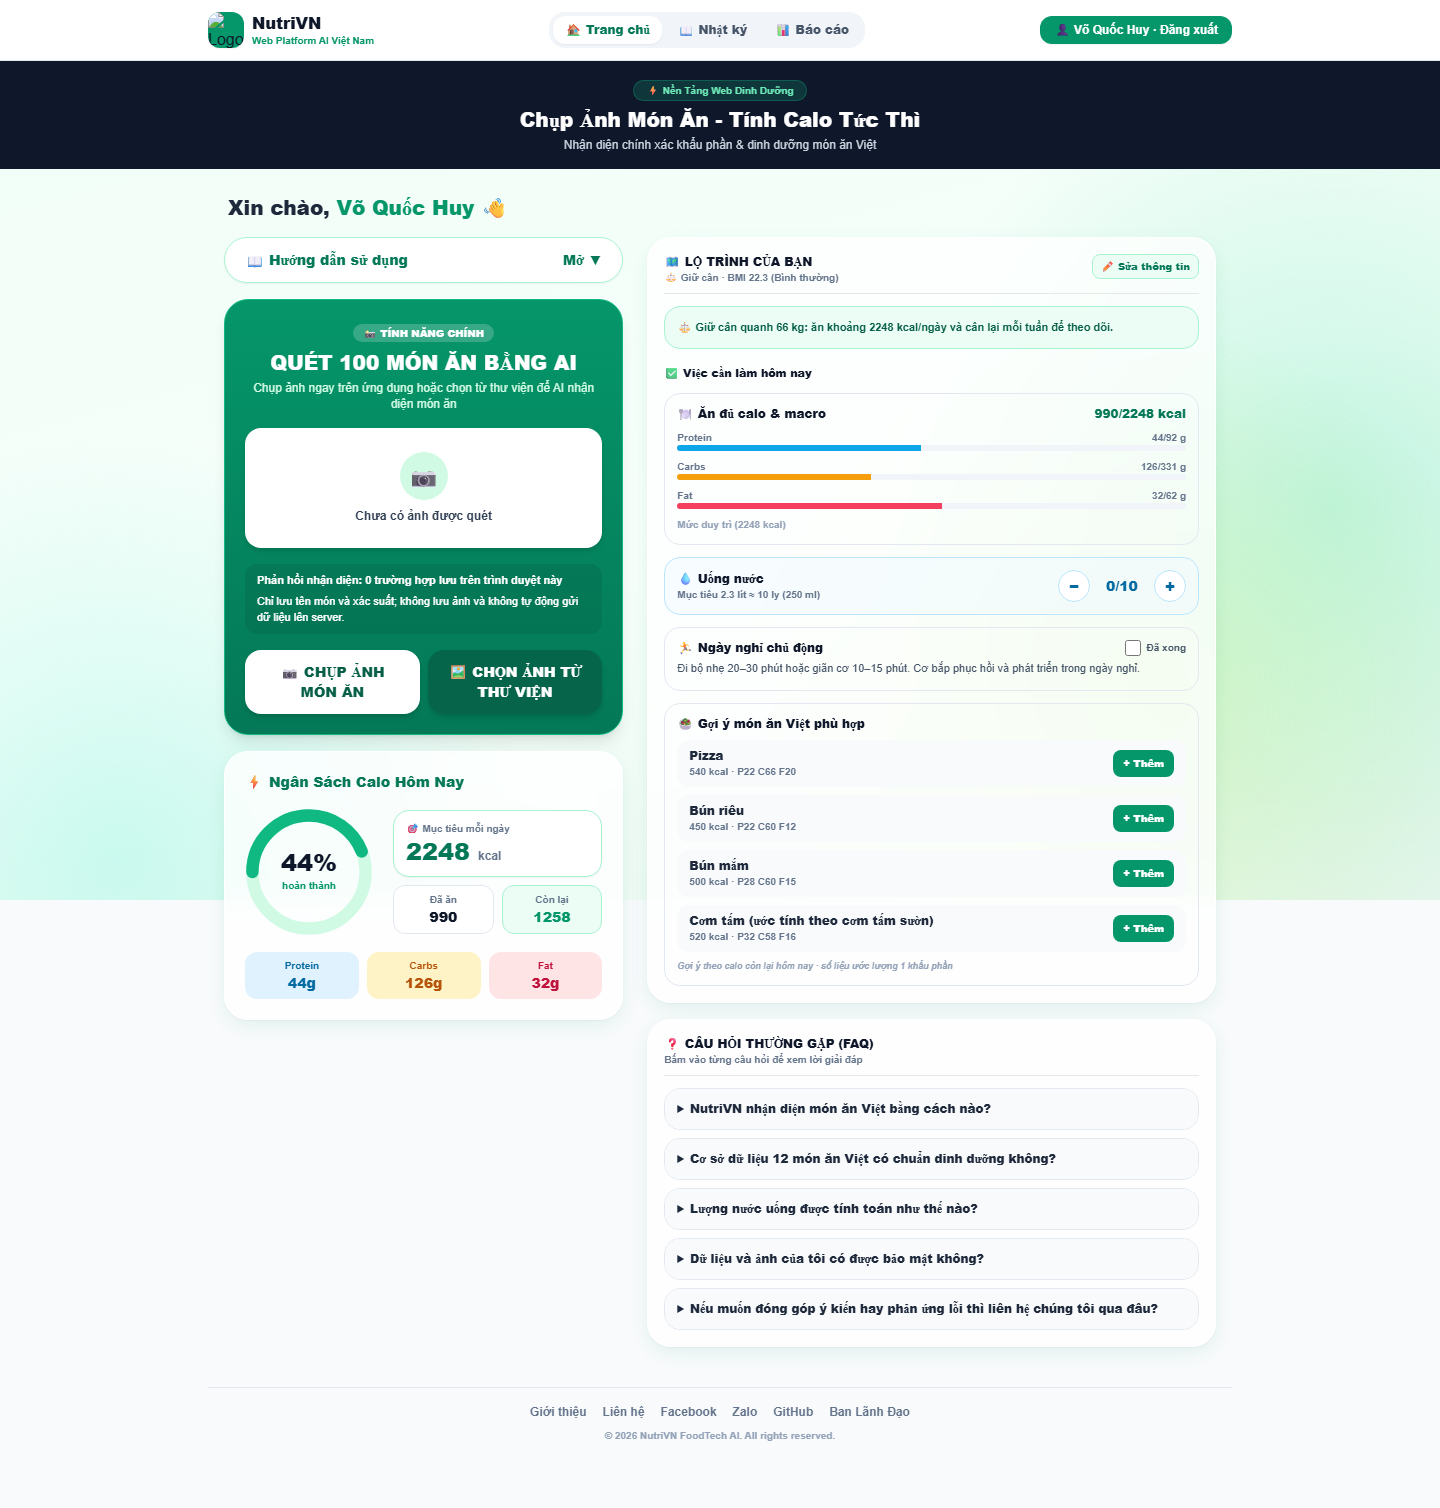 Logo
NutriVN
Web Platform AI Việt Nam
🏠 Trang chủ
📖 Nhật ký
📊 Báo cáo
👤 Võ Quốc Huy · Đăng xuất
⚡ Nền Tảng Web Dinh Dưỡng
Chụp Ảnh Món Ăn - Tính Calo Tức Thì
Nhận diện chính xác khẩu phần & dinh dưỡng món ăn Việt
Xin chào, Võ Quốc Huy 👋
📖 Hướng dẫn sử dụng
Mở ▼
📷 TÍNH NĂNG CHÍNH
QUÉT 100 MÓN ĂN BẰNG AI
Chụp ảnh ngay trên ứng dụng hoặc chọn từ thư viện để AI nhận
diện món ăn
Chưa có ảnh được quét
Phản hồi nhận diện: 0 trường hợp lưu trên trình duyệt này
Chỉ lưu tên món và xác suất; không lưu ảnh và không tự động gửi
dữ liệu lên server.
📷 CHỤP ẢNH
MÓN ĂN
🖼️ CHỌN ẢNH TỪ
THƯ VIỆN
⚡ Ngân Sách Calo Hôm Nay
44%
hoàn thành
🎯 Mục tiêu mỗi ngày
2248 kcal
Đã ăn
990
Còn lại
1258
Protein
44g
Carbs
126g
Fat
32g
🗺️ LỘ TRÌNH CỦA BẠN
⚖️ Giữ cân · BMI 22.3 (Bình thường)
✏️ Sửa thông tin
⚖️ Giữ cân quanh 66 kg: ăn khoảng 2248 kcal/ngày và cân lại mỗi tuần để theo dõi.
✅ Việc cần làm hôm nay
🍽️ Ăn đủ calo & macro
990/2248 kcal
Protein
44/92 g
Carbs
126/331 g
Fat
32/62 g
Mức duy trì (2248 kcal)
💧 Uống nước
Mục tiêu 2.3 lít ≈ 10 ly (250 ml)
−
0/10
+
🏃 Ngày nghỉ chủ động
Đã xong
Đi bộ nhẹ 20–30 phút hoặc giãn cơ 10–15 phút. Cơ bắp phục hồi và phát triển trong ngày nghỉ.
🥗 Gợi ý món ăn Việt phù hợp
Pizza
540 kcal · P22 C66 F20
+ Thêm
Bún riêu
450 kcal · P22 C60 F12
+ Thêm
Bún mắm
500 kcal · P28 C60 F15
+ Thêm
Cơm tấm (ước tính theo cơm tấm sườn)
520 kcal · P32 C58 F16
+ Thêm
Gợi ý theo calo còn lại hôm nay · số liệu ước lượng 1 khẩu phần
❓ CÂU HỎI THƯỜNG GẶP (FAQ)
Bấm vào từng câu hỏi để xem lời giải đáp
▶ NutriVN nhận diện món ăn Việt bằng cách nào?
▶ Cơ sở dữ liệu 12 món ăn Việt có chuẩn dinh dưỡng không?
▶ Lượng nước uống được tính toán như thế nào?
▶ Dữ liệu và ảnh của tôi có được bảo mật không?
▶ Nếu muốn đóng góp ý kiến hay phản ứng lỗi thì liên hệ chúng tôi qua đâu?
Giới thiệu
Liên hệ
Facebook
Zalo
GitHub
Ban Lãnh Đạo
© 2026 NutriVN FoodTech AI. All rights reserved.